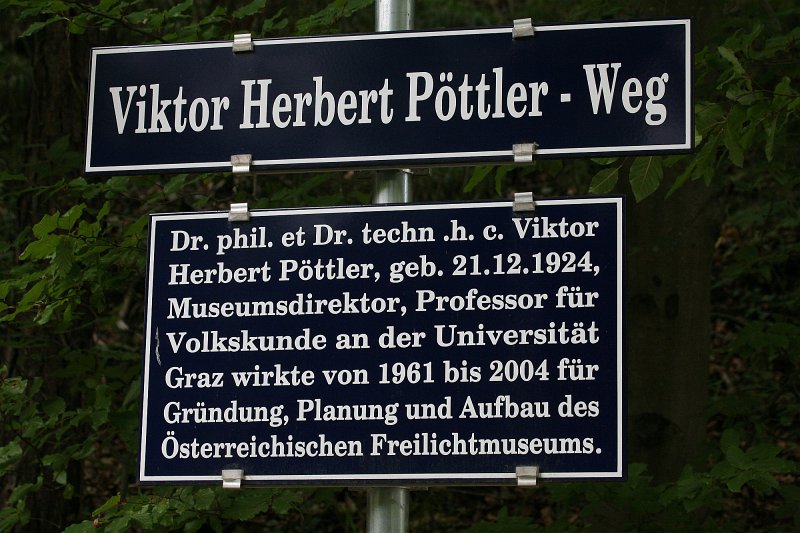 Viktor Herbert Pöttler - Weg
Dr. phil. et Dr. techn .h. c. Viktor
Herbert Pöttler, geb. 21.12.1924,
Museumsdirektor, Professor für
Volkskunde an der Universität
Graz wirkte von 1961 bis 2004 für
Gründung, Planung und Aufbau des
Österreichischen Freilichtmuseums.